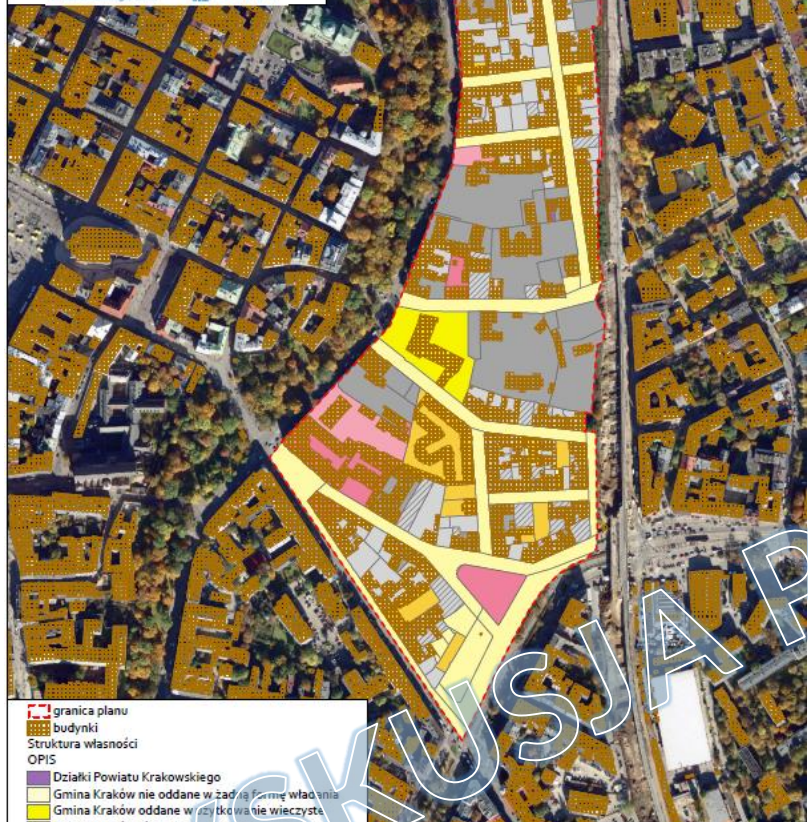 SKUSJA P
granica planu
budynki
Struktura własności
OPIS
Działki Powiatu Krakowskiego
Gmina Kraków nie oddane w żadną formę władania
Gmina Kraków oddane w użytkowanie wieczyste